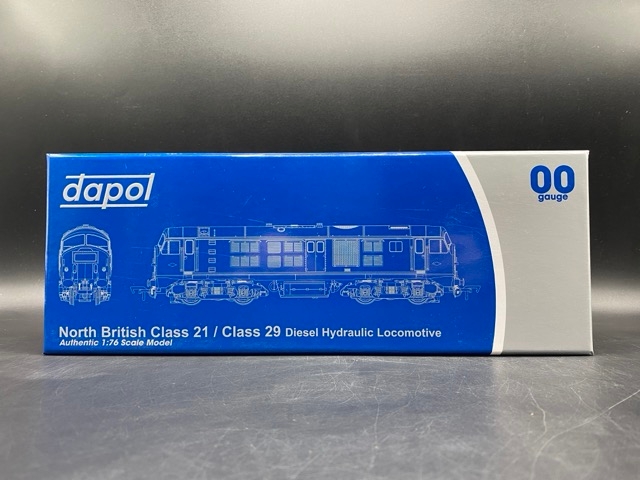 dapol
00
gauge
North British Class 21 / Class 29 Diesel Hydraulic Locomotive
Authentic 1:76 Scale Model